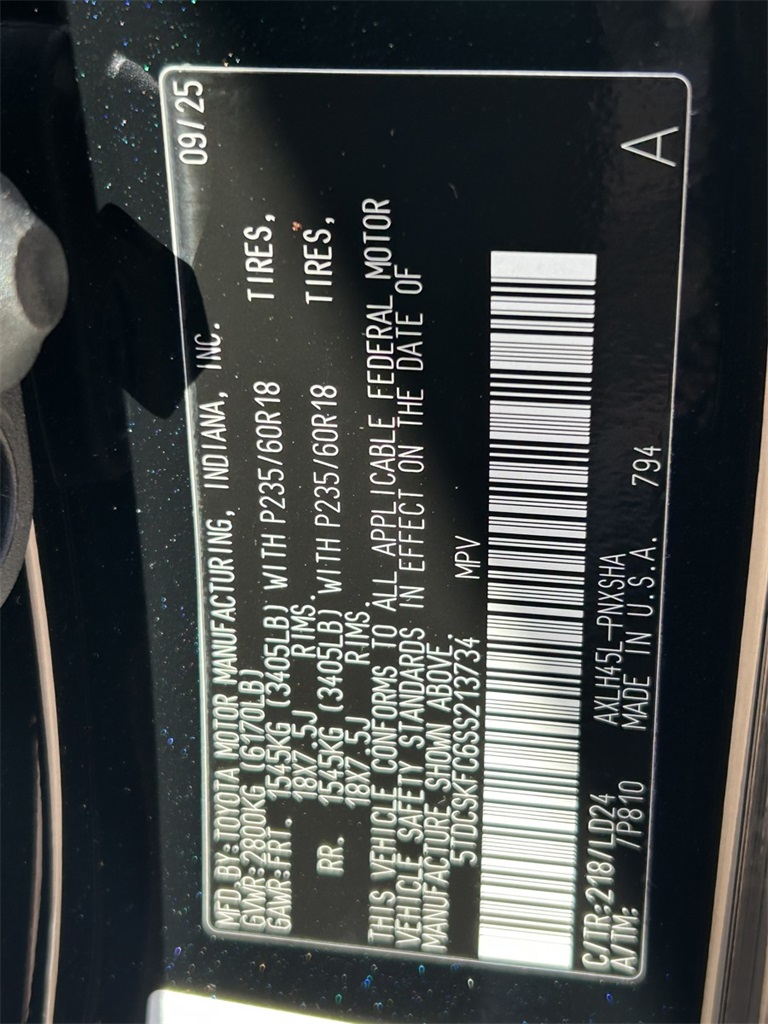 MFD. BY: TOYOTA MOTOR MANUFACTURING, INDIANA, INC. 09/25
GVWR: 2800KG (6170LB)
GAWR: FRT. 1545KG (3405LB) WITH P235/60R18 TIRES,
18X7.5J RIMS.
RR. 1545KG (3405LB) WITH P235/60R18 TIRES,
18X7.5J RIMS.
THIS VEHICLE CONFORMS TO ALL APPLICABLE FEDERAL MOTOR
VEHICLE SAFETY STANDARDS IN EFFECT ON THE DATE OF
MANUFACTURE SHOWN ABOVE.
5TDCSKFC6SS213734 MPV
C/TR: 218/LD24 AXLH45L-PNXSHA
A/TM: /P810 MADE IN U.S.A. 794 A